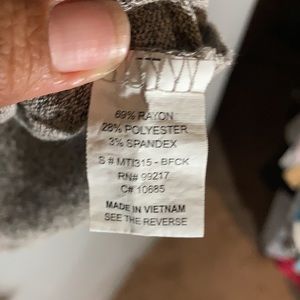 69% RAYON
28% POLYESTER
3% SPANDEX
S # MTI315 - BFCK
RN# 99217
C# 10685
MADE IN VIETNAM
SEE THE REVERSE